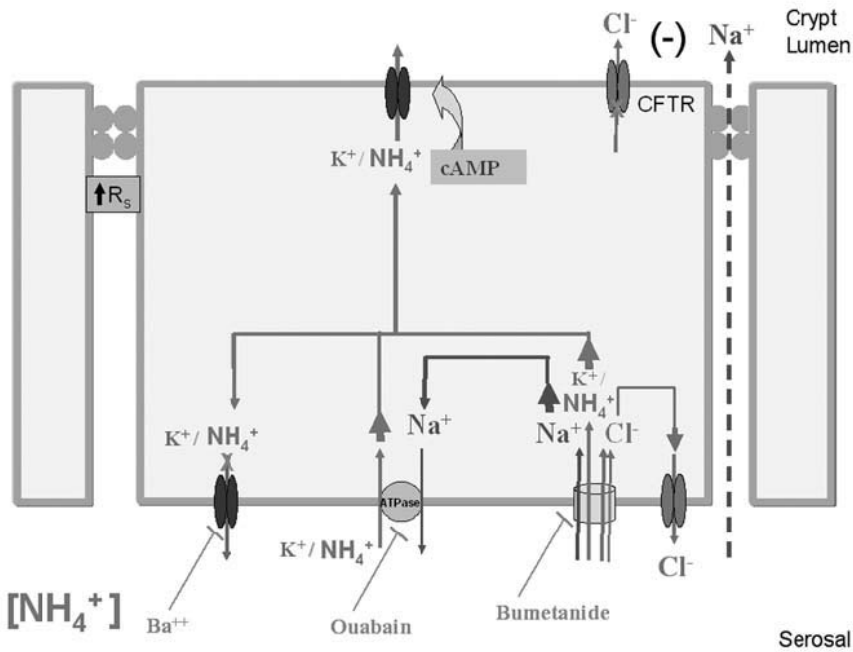 Cl⁻
(-)
Na⁺
Crypt
Lumen
CFTR
K⁺/NH₄⁺
cAMP
↑Rₛ
K⁺/NH₄⁺
Na⁺
Na⁺
K⁺/
NH₄⁺
Cl⁻
ATPase
K⁺/NH₄⁺
Cl⁻
[NH₄⁺]
Ba⁺⁺
Ouabain
Bumetanide
Serosal